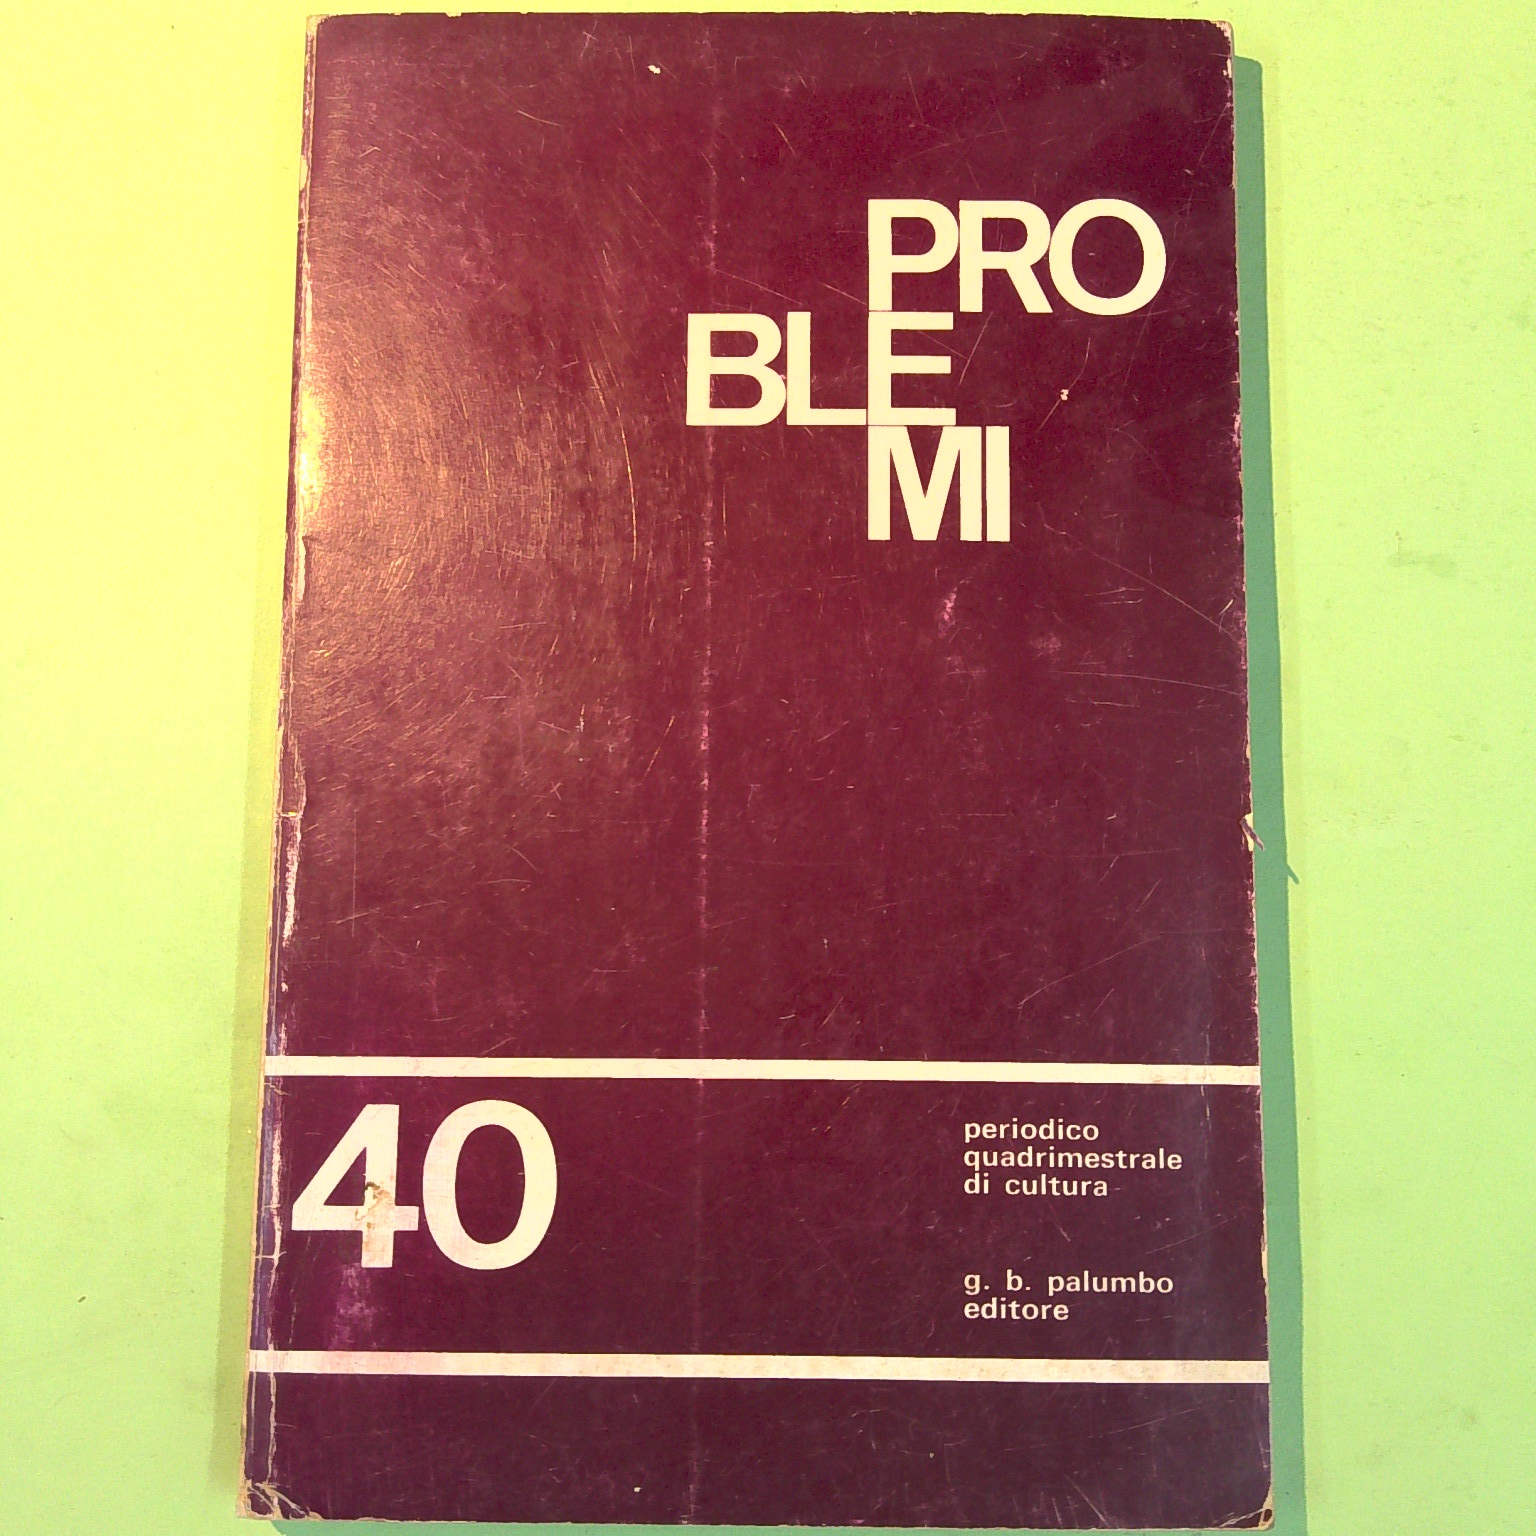 PRO
BLE
MI
40
periodico
quadrimestrale
di cultura
g. b. palumbo
editore